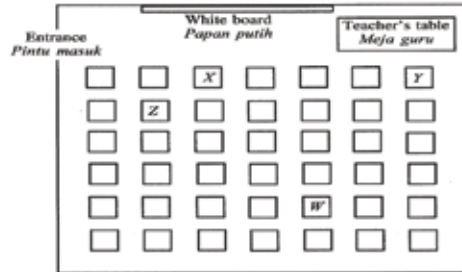 White board
Papan putih
Teacher's table
Meja guru
Entrance
Pintu masuk
X
Y
Z
W